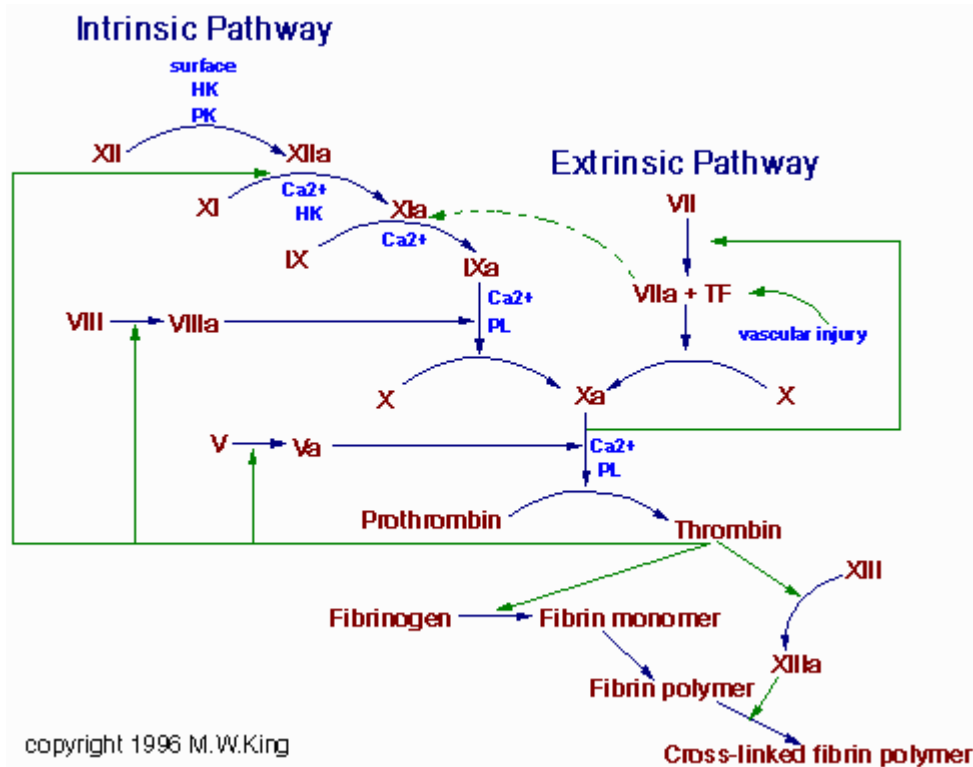 Intrinsic Pathway
surface
HK
PK
XII
XIIa
Extrinsic Pathway
XI
Ca2+
HK
XIa
VII
IX
Ca2+
IXa
VIIa + TF
Ca2+
PL
VIII
VIIIa
vascular injury
X
Xa
X
V
Va
Ca2+
PL
Prothrombin
Thrombin
XIII
Fibrinogen
Fibrin monomer
XIIIa
Fibrin polymer
copyright 1996 M.W.King
Cross-linked fibrin polymer